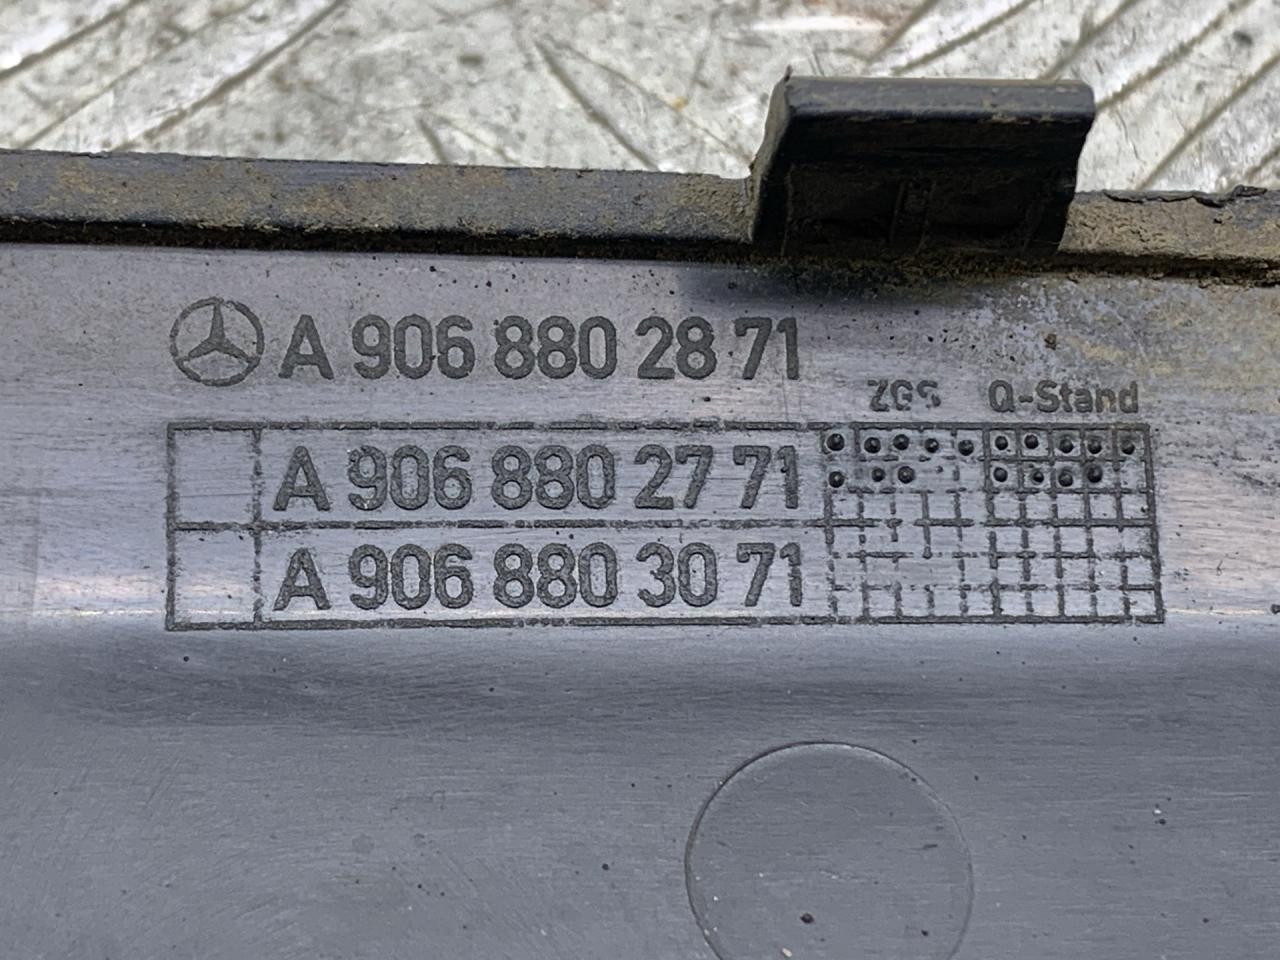 A 906 880 28 71
ZGS Q-Stand
A 906 880 27 71
A 906 880 30 71